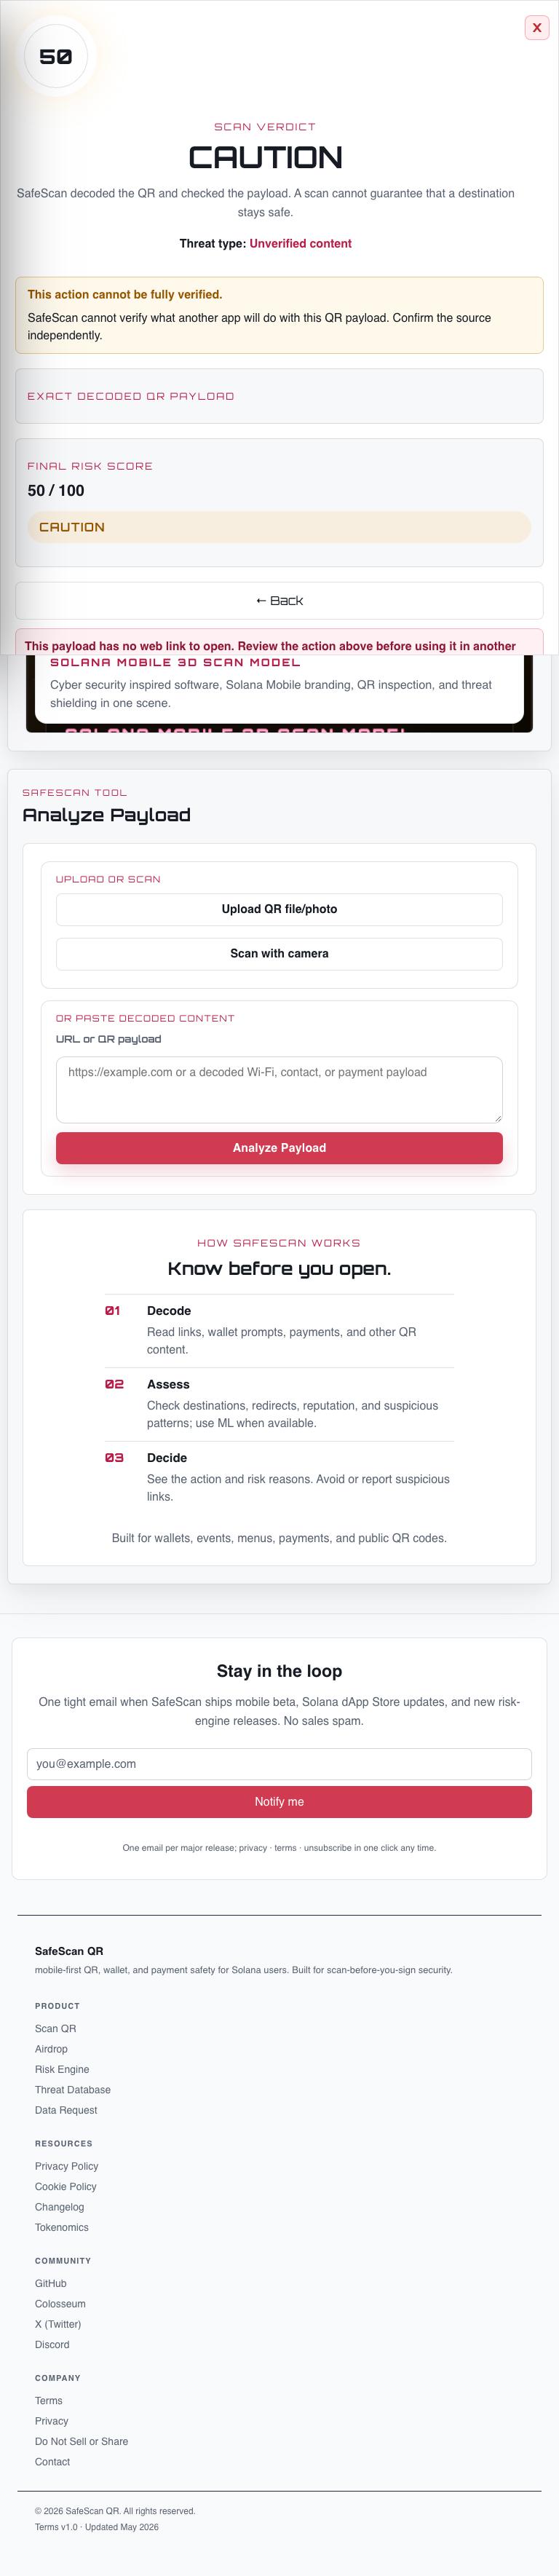 50
X
SCAN VERDICT
CAUTION
SafeScan decoded the QR and checked the payload. A scan cannot guarantee that a destination
stays safe.
Threat type: Unverified content
This action cannot be fully verified.
SafeScan cannot verify what another app will do with this QR payload. Confirm the source
independently.
EXACT DECODED QR PAYLOAD
FINAL RISK SCORE
50 / 100
CAUTION
← Back
This payload has no web link to open. Review the action above before using it in another
SOLANA MOBILE 3D SCAN MODEL
Cyber security inspired software, Solana Mobile branding, QR inspection, and threat
shielding in one scene.
SOLANA MOBILE 3D SCAN MODEL
SAFESCAN TOOL
Analyze Payload
UPLOAD OR SCAN
Upload QR file/photo
Scan with camera
OR PASTE DECODED CONTENT
URL or QR payload
https://example.com or a decoded Wi-Fi, contact, or payment payload
Analyze Payload
HOW SAFESCAN WORKS
Know before you open.
01 Decode
Read links, wallet prompts, payments, and other QR
content.
02 Assess
Check destinations, redirects, reputation, and suspicious
patterns; use ML when available.
03 Decide
See the action and risk reasons. Avoid or report suspicious
links.
Built for wallets, events, menus, payments, and public QR codes.
Stay in the loop
One tight email when SafeScan ships mobile beta, Solana dApp Store updates, and new risk-
engine releases. No sales spam.
you@example.com
Notify me
One email per major release; privacy · terms · unsubscribe in one click any time.
SafeScan QR
mobile-first QR, wallet, and payment safety for Solana users. Built for scan-before-you-sign security.
PRODUCT
Scan QR
Airdrop
Risk Engine
Threat Database
Data Request
RESOURCES
Privacy Policy
Cookie Policy
Changelog
Tokenomics
COMMUNITY
GitHub
Colosseum
X (Twitter)
Discord
COMPANY
Terms
Privacy
Do Not Sell or Share
Contact
© 2026 SafeScan QR. All rights reserved.
Terms v1.0 · Updated May 2026